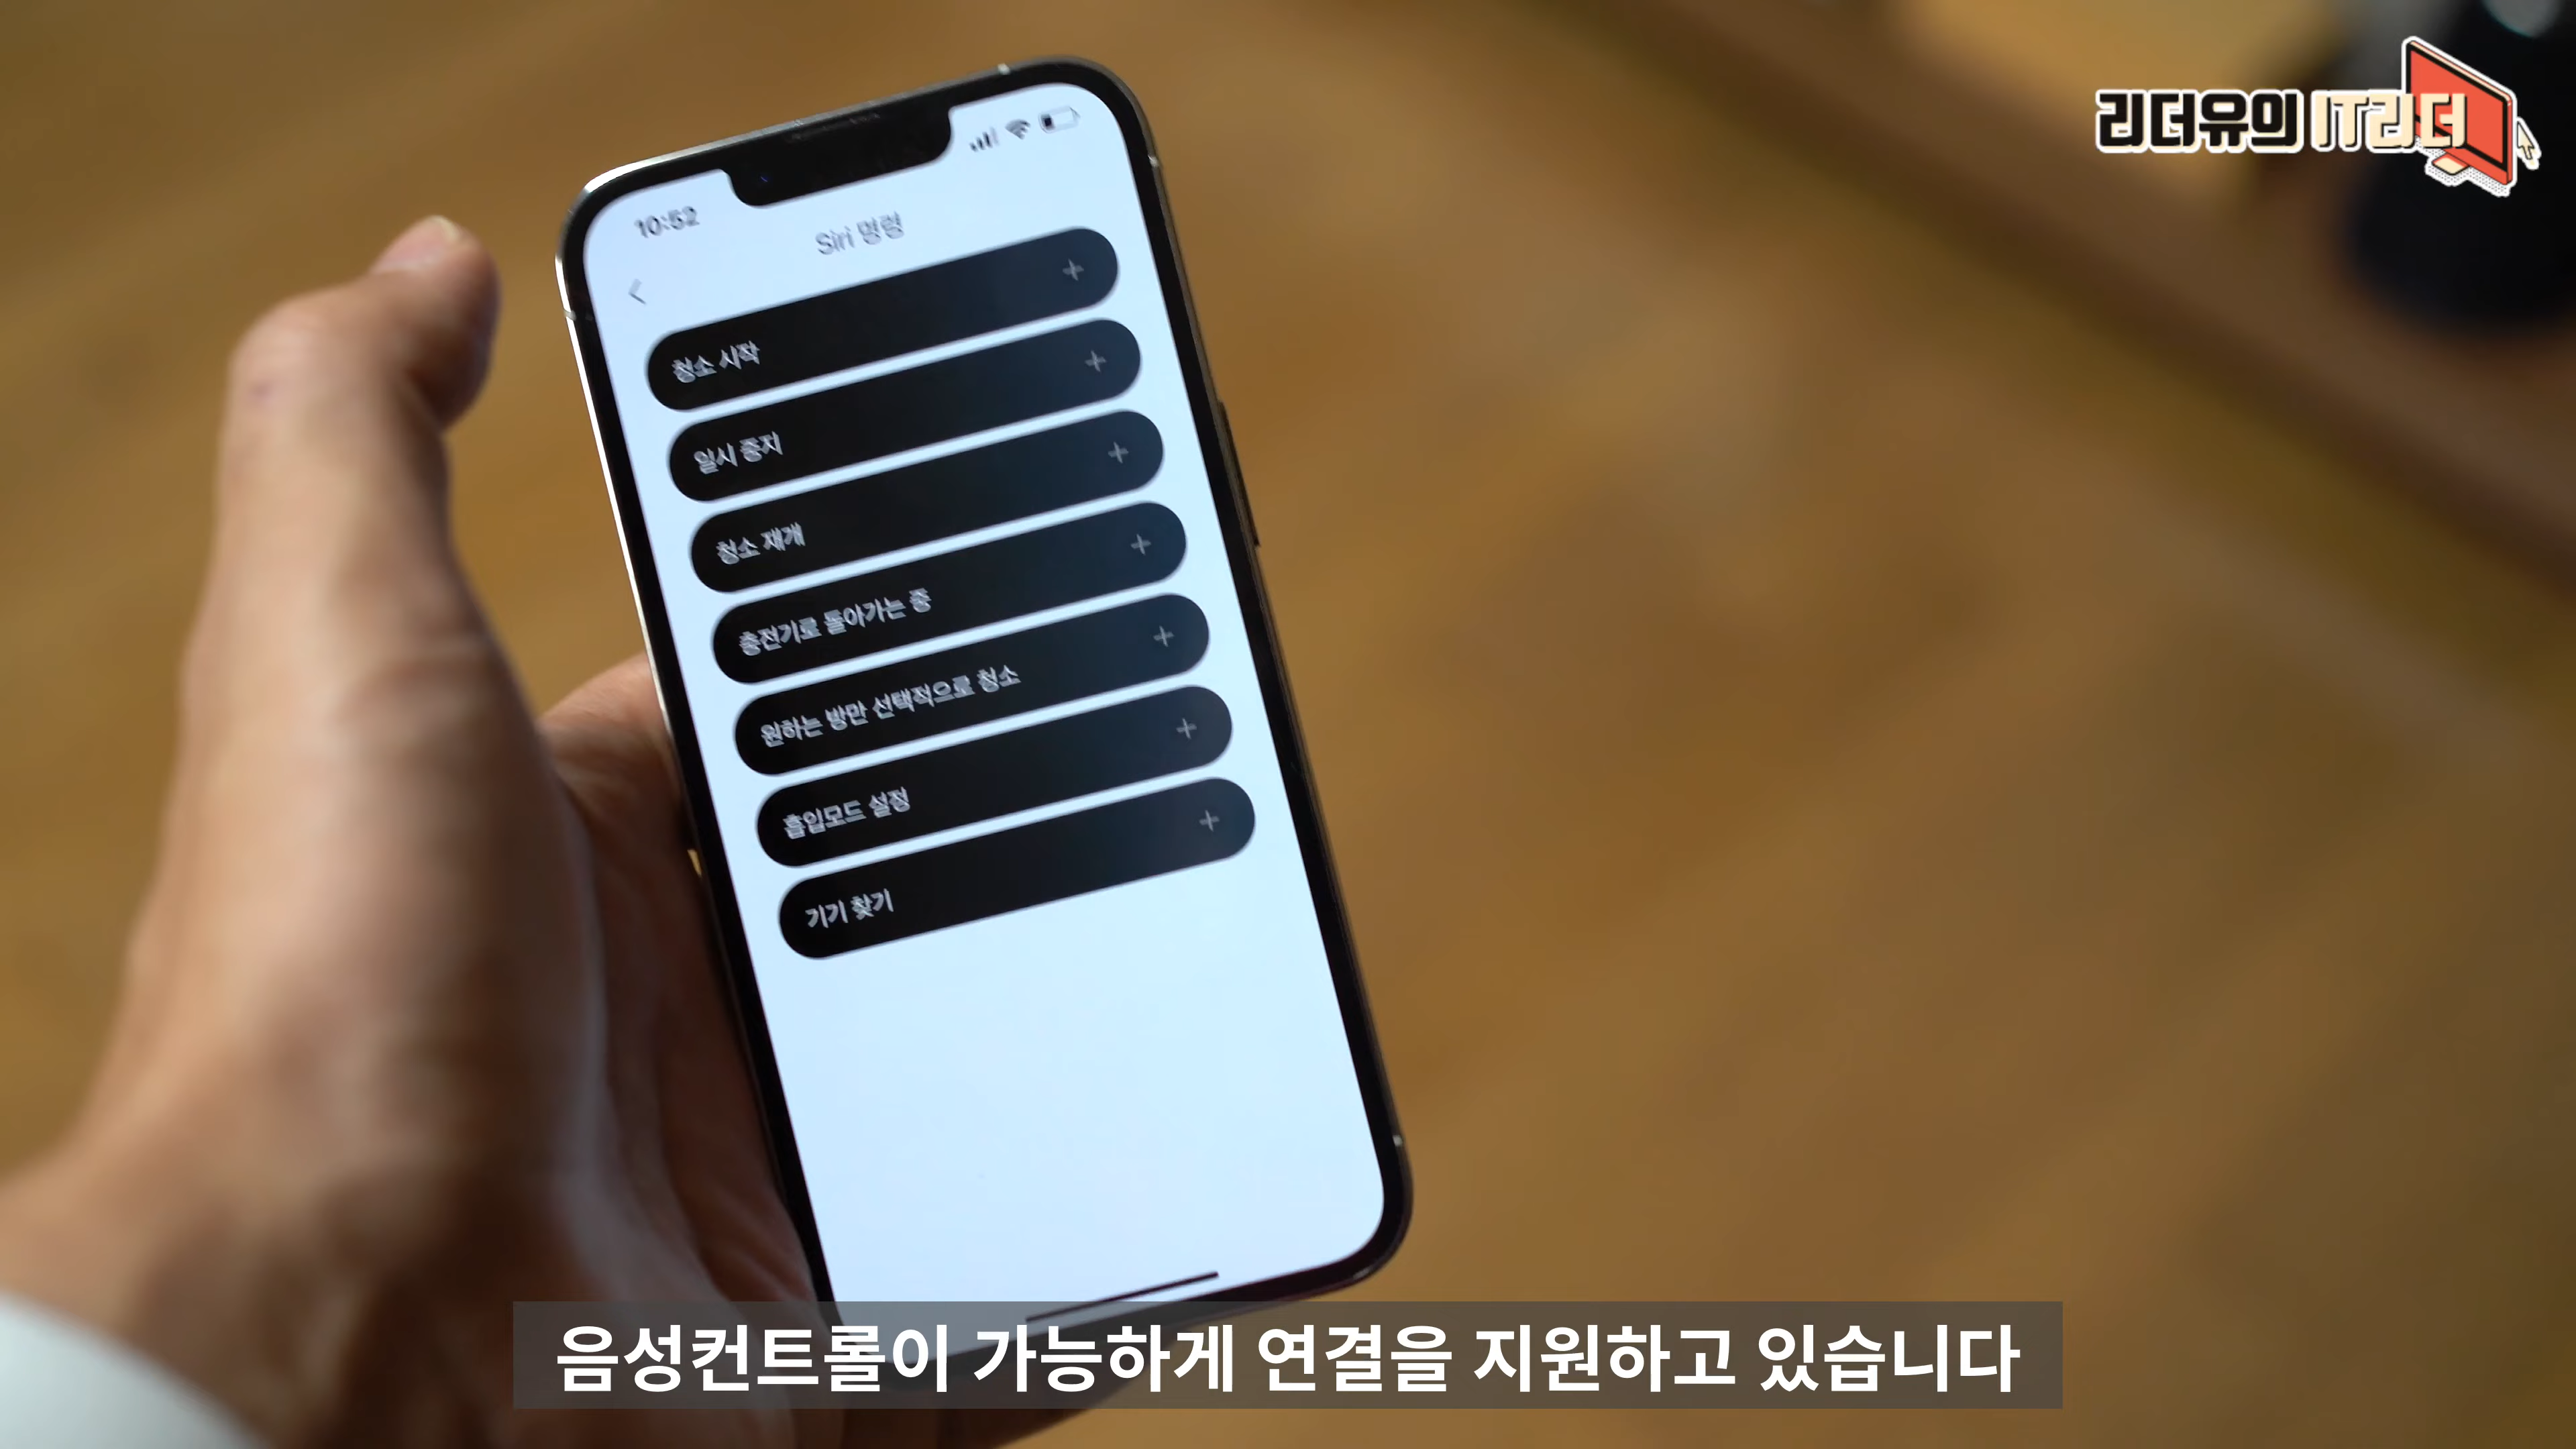 리더유의 IT리더
10:52
Siri 명령
청소 시작
일시 중지
청소 재개
충전기로 돌아가는 중
원하는 방만 선택적으로 청소
흡입모드 설정
기기 찾기
음성컨트롤이 가능하게 연결을 지원하고 있습니다